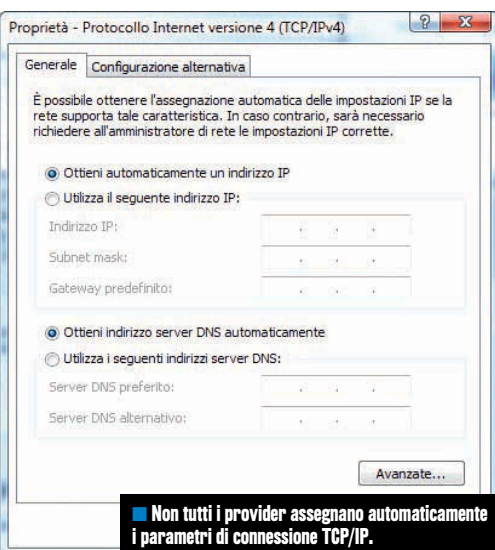 Proprietà - Protocollo Internet versione 4 (TCP/IPv4)
?
X
Generale
Configurazione alternativa
È possibile ottenere l'assegnazione automatica delle impostazioni IP se la
rete supporta tale caratteristica. In caso contrario, sarà necessario
richiedere all'amministratore di rete le impostazioni IP corrette.
Ottieni automaticamente un indirizzo IP
Utilizza il seguente indirizzo IP:
Indirizzo IP:
Subnet mask:
Gateway predefinito:
Ottieni indirizzo server DNS automaticamente
Utilizza i seguenti indirizzi server DNS:
Server DNS preferito:
Server DNS alternativo:
Avanzate...
Non tutti i provider assegnano automaticamente
i parametri di connessione TCP/IP.